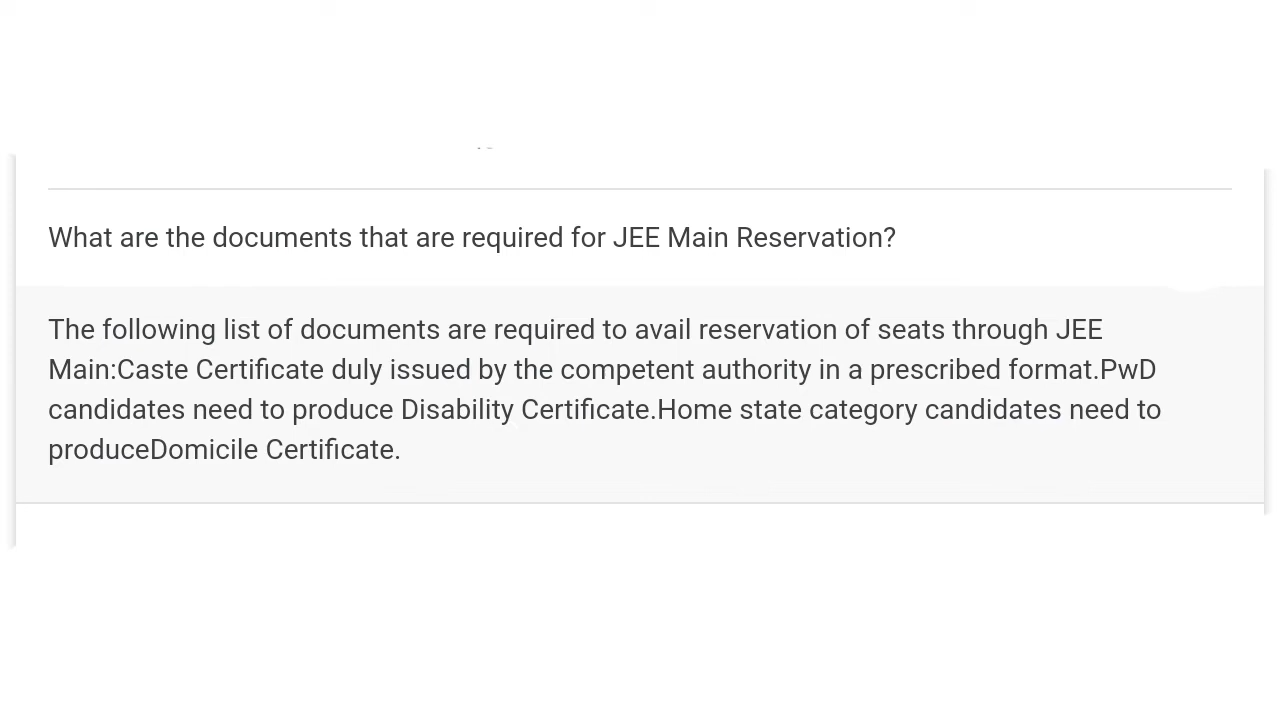 What are the documents that are required for JEE Main Reservation?
The following list of documents are required to avail reservation of seats through JEE
Main:Caste Certificate duly issued by the competent authority in a prescribed format.PwD
candidates need to produce Disability Certificate.Home state category candidates need to
produceDomicile Certificate.